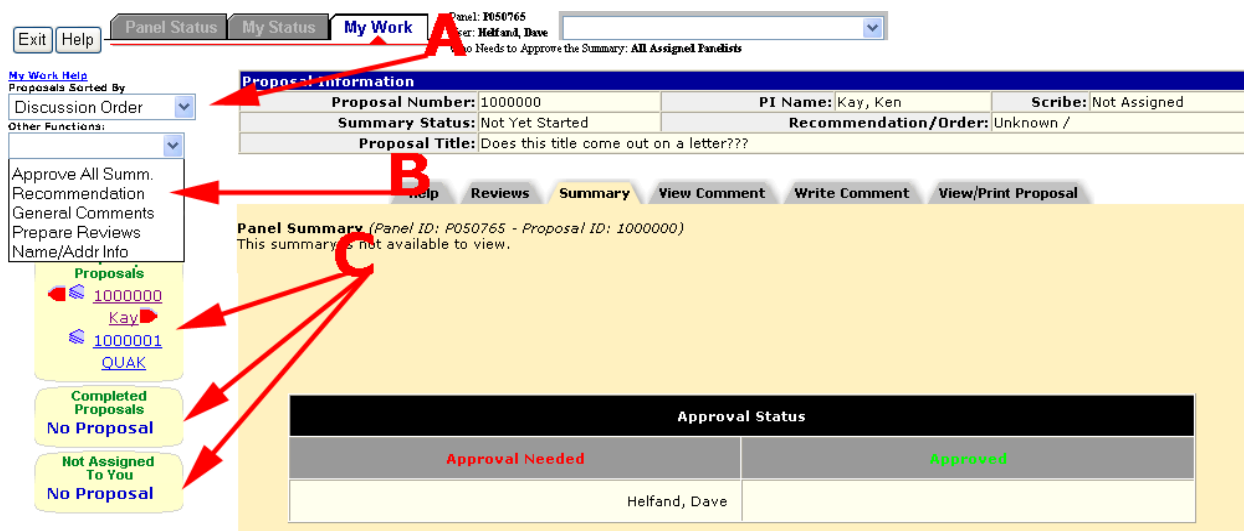 Exit Help Panel Status My Status My Work
Panel: P050765
User: Helfand, Dave
Who Needs to Approve the Summary: All Assigned Panelists
A
My Work Help
Proposals Sorted By
Discussion Order
Other Functions:
Approve All Summ.
Recommendation
General Comments
Prepare Reviews
Name/Addr Info
Proposals
1000000
Kay
1000001
QUAK
Completed
Proposals
No Proposal
Not Assigned
To You
No Proposal
Proposal Information
Proposal Number: 1000000 PI Name: Kay, Ken Scribe: Not Assigned
Summary Status: Not Yet Started Recommendation/Order: Unknown /
Proposal Title: Does this title come out on a letter???
B
Help Reviews Summary View Comment Write Comment View/Print Proposal
Panel Summary (Panel ID: P050765 - Proposal ID: 1000000)
This summary is not available to view.
C
Approval Status
Approval Needed Approved
Helfand, Dave